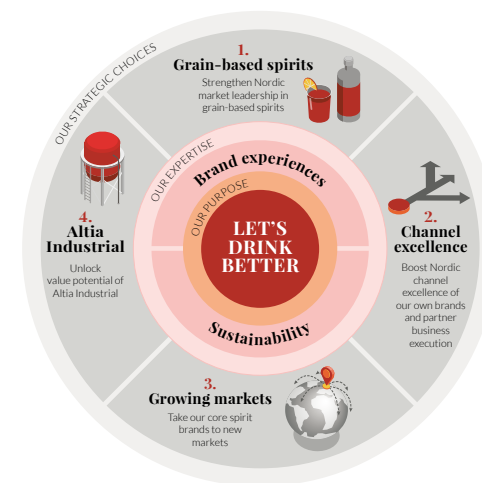 OUR STRATEGIC CHOICES
1.
Grain-based spirits
Strengthen Nordic
market leadership in
grain-based spirits
OUR EXPERTISE
Brand experiences
OUR PURPOSE
LET'S
DRINK
BETTER
Sustainability
2.
Channel
excellence
Boost Nordic
channel
excellence of
our own brands
and partner
business
execution
3.
Growing markets
Take our core spirit
brands to new
markets
4.
Altia
Industrial
Unlock
value potential of
Altia Industrial